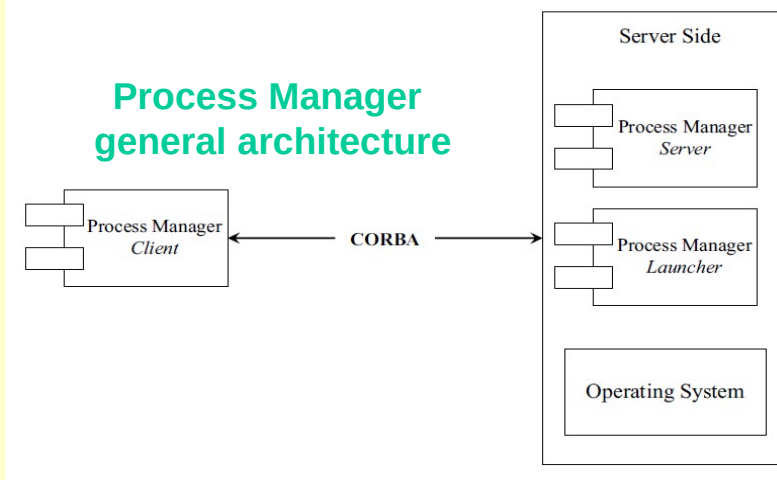 Process Manager
general architecture
Process Manager
Client
CORBA
Server Side
Process Manager
Server
Process Manager
Launcher
Operating System